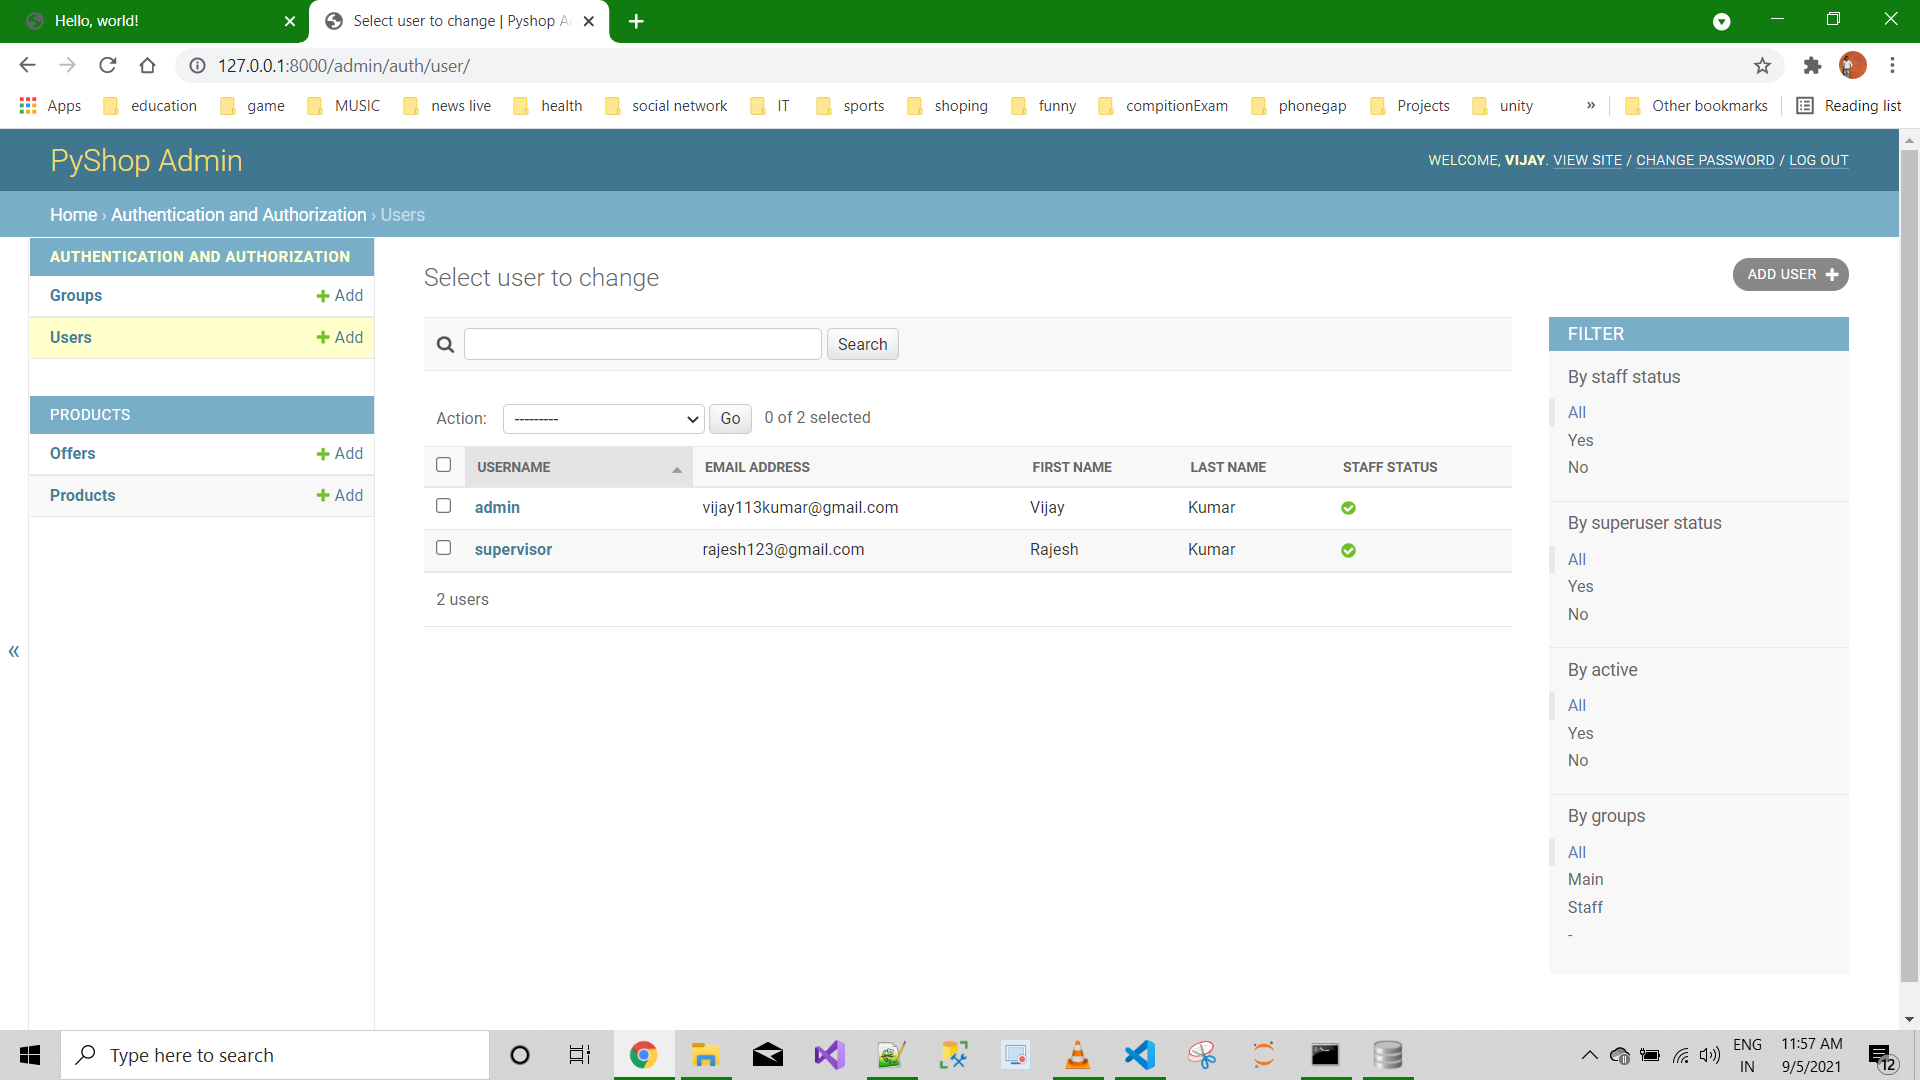 Hello, world!
Select user to change | Pyshop A
127.0.0.1:8000/admin/auth/user/
Apps education game MUSIC news live health social network IT sports shoping funny compitionExam phonegap Projects unity » Other bookmarks Reading list
PyShop Admin
WELCOME, VIJAY. VIEW SITE / CHANGE PASSWORD / LOG OUT
Home › Authentication and Authorization › Users
AUTHENTICATION AND AUTHORIZATION
Groups + Add
Users + Add
PRODUCTS
Offers + Add
Products + Add
«
Select user to change
ADD USER +
Search
Action: --------- Go 0 of 2 selected
USERNAME EMAIL ADDRESS FIRST NAME LAST NAME STAFF STATUS
admin vijay113kumar@gmail.com Vijay Kumar
supervisor rajesh123@gmail.com Rajesh Kumar
2 users
FILTER
By staff status
All
Yes
No
By superuser status
All
Yes
No
By active
All
Yes
No
By groups
All
Main
Staff
-
Type here to search
ENG
IN
11:57 AM
9/5/2021
12